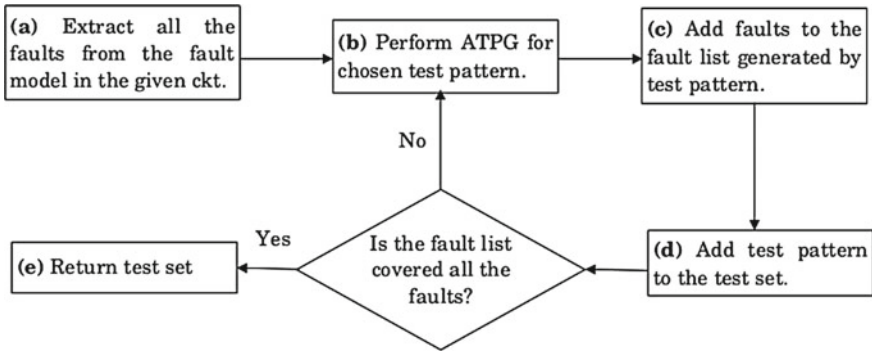 (a) Extract all the
faults from the fault
model in the given ckt.
(b) Perform ATPG for
chosen test pattern.
(c) Add faults to the
fault list generated by
test pattern.
No
Yes
Is the fault list
covered all the
faults?
(d) Add test pattern
to the test set.
(e) Return test set